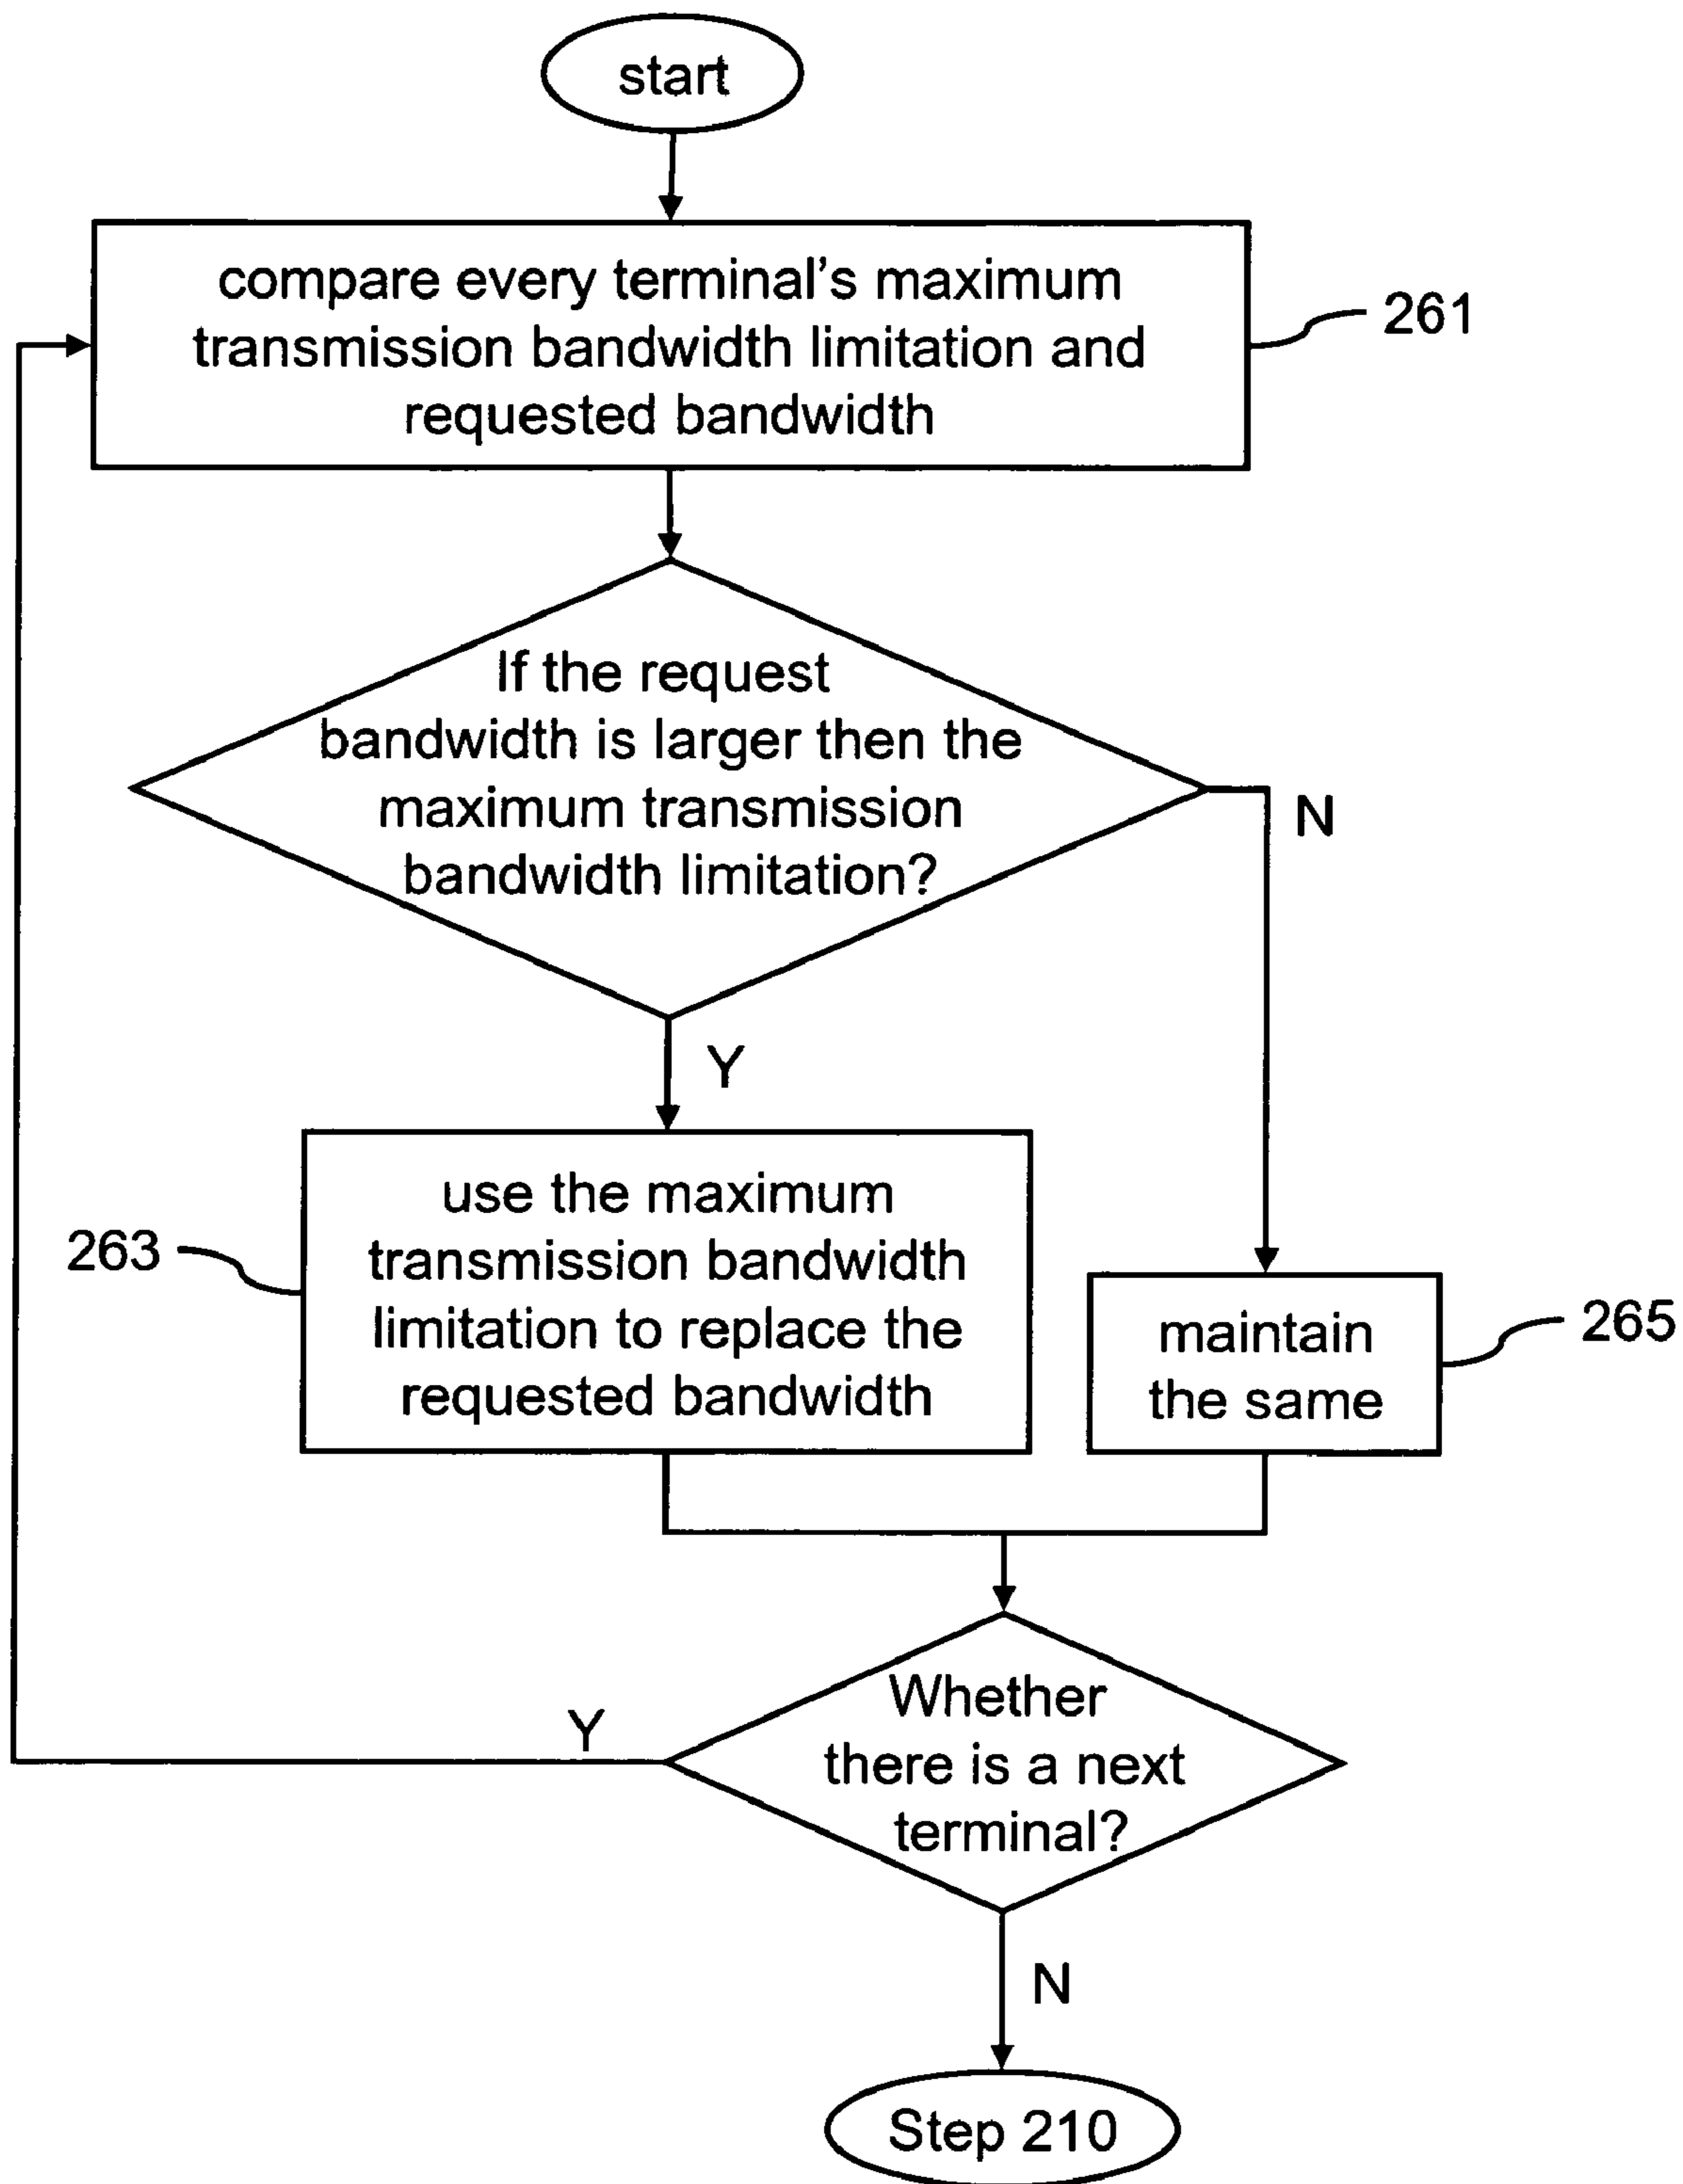 start
compare every terminal's maximum
transmission bandwidth limitation and
requested bandwidth
261
If the request
bandwidth is larger then the
maximum transmission
bandwidth limitation?
N
Y
use the maximum
transmission bandwidth
limitation to replace the
requested bandwidth
263
maintain
the same
265
Whether
there is a next
terminal?
Y
N
Step 210